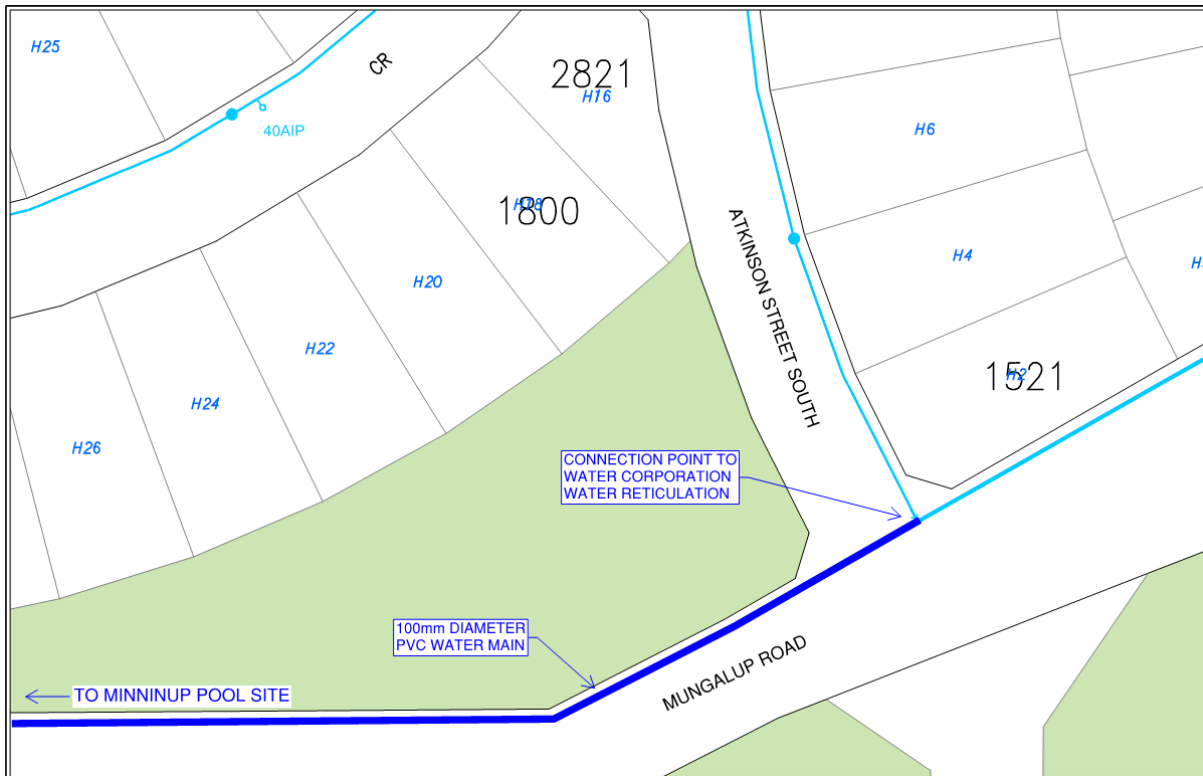 H25
CR
2821
H16
40AIP
H6
H18
1800
ATKINSON STREET SOUTH
H4
H20
H22
H2
1521
H24
H26
CONNECTION POINT TO
WATER CORPORATION
WATER RETICULATION
100mm DIAMETER
PVC WATER MAIN
MUNGALUP ROAD
TO MINNINUP POOL SITE